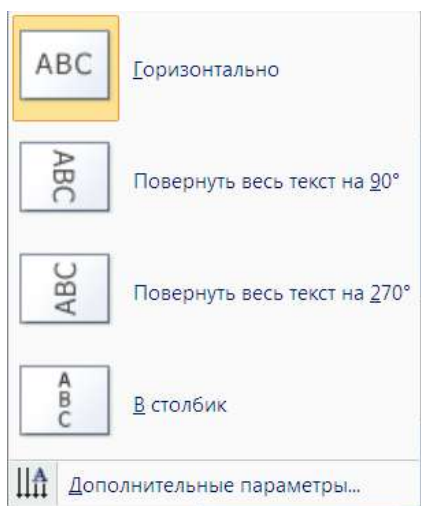 ABC Горизонтально
ABC Повернуть весь текст на 90°
ABC Повернуть весь текст на 270°
A
B
C
В столбик
Дополнительные параметры...